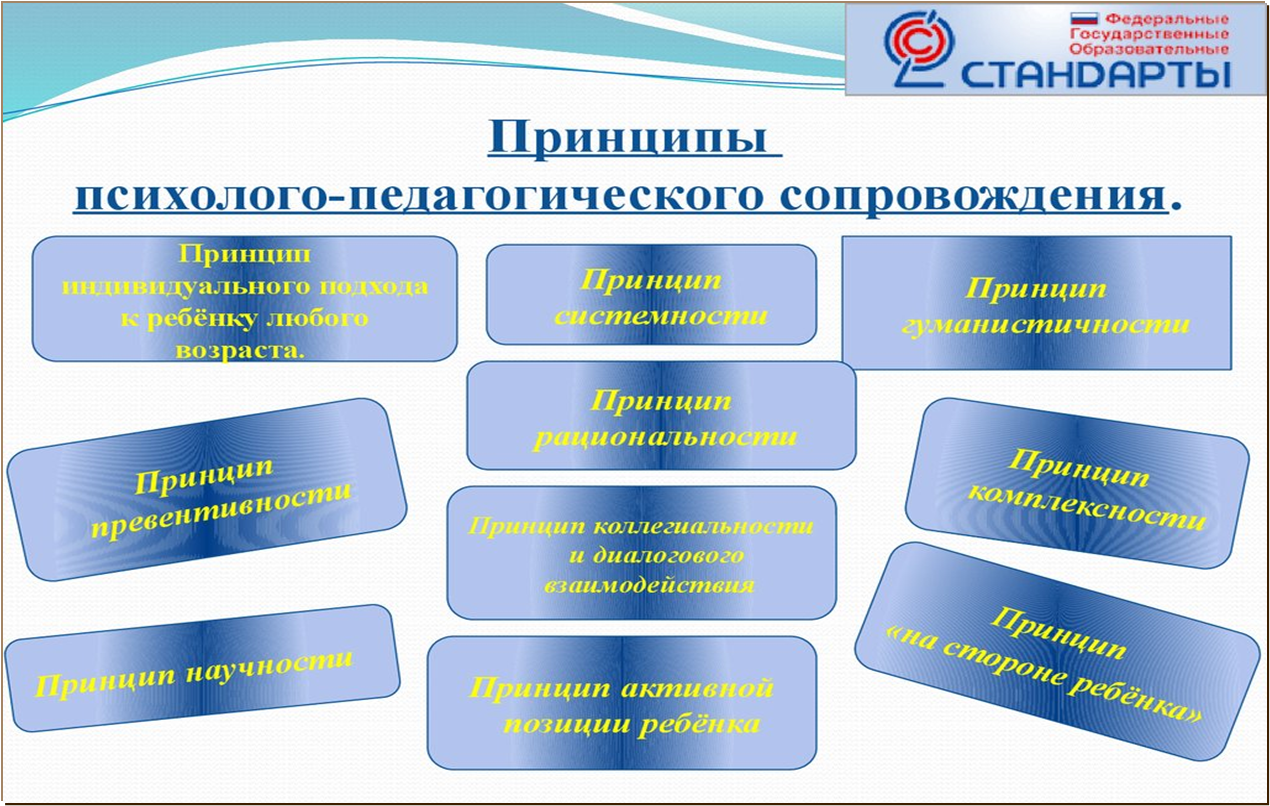 Федеральные
Государственные
Образовательные
СТАНДАРТЫ
Принципы
психолого-педагогического сопровождения.
Принцип
индивидуального подхода
к ребёнку любого
возраста.
Принцип
системности
Принцип
гуманистичности
Принцип
рациональности
Принцип
превентивности
Принцип
комплексности
Принцип коллегиальности
и диалогового
взаимодействия
Принцип научности
Принцип активной
позиции ребёнка
Принцип
«на стороне ребёнка»